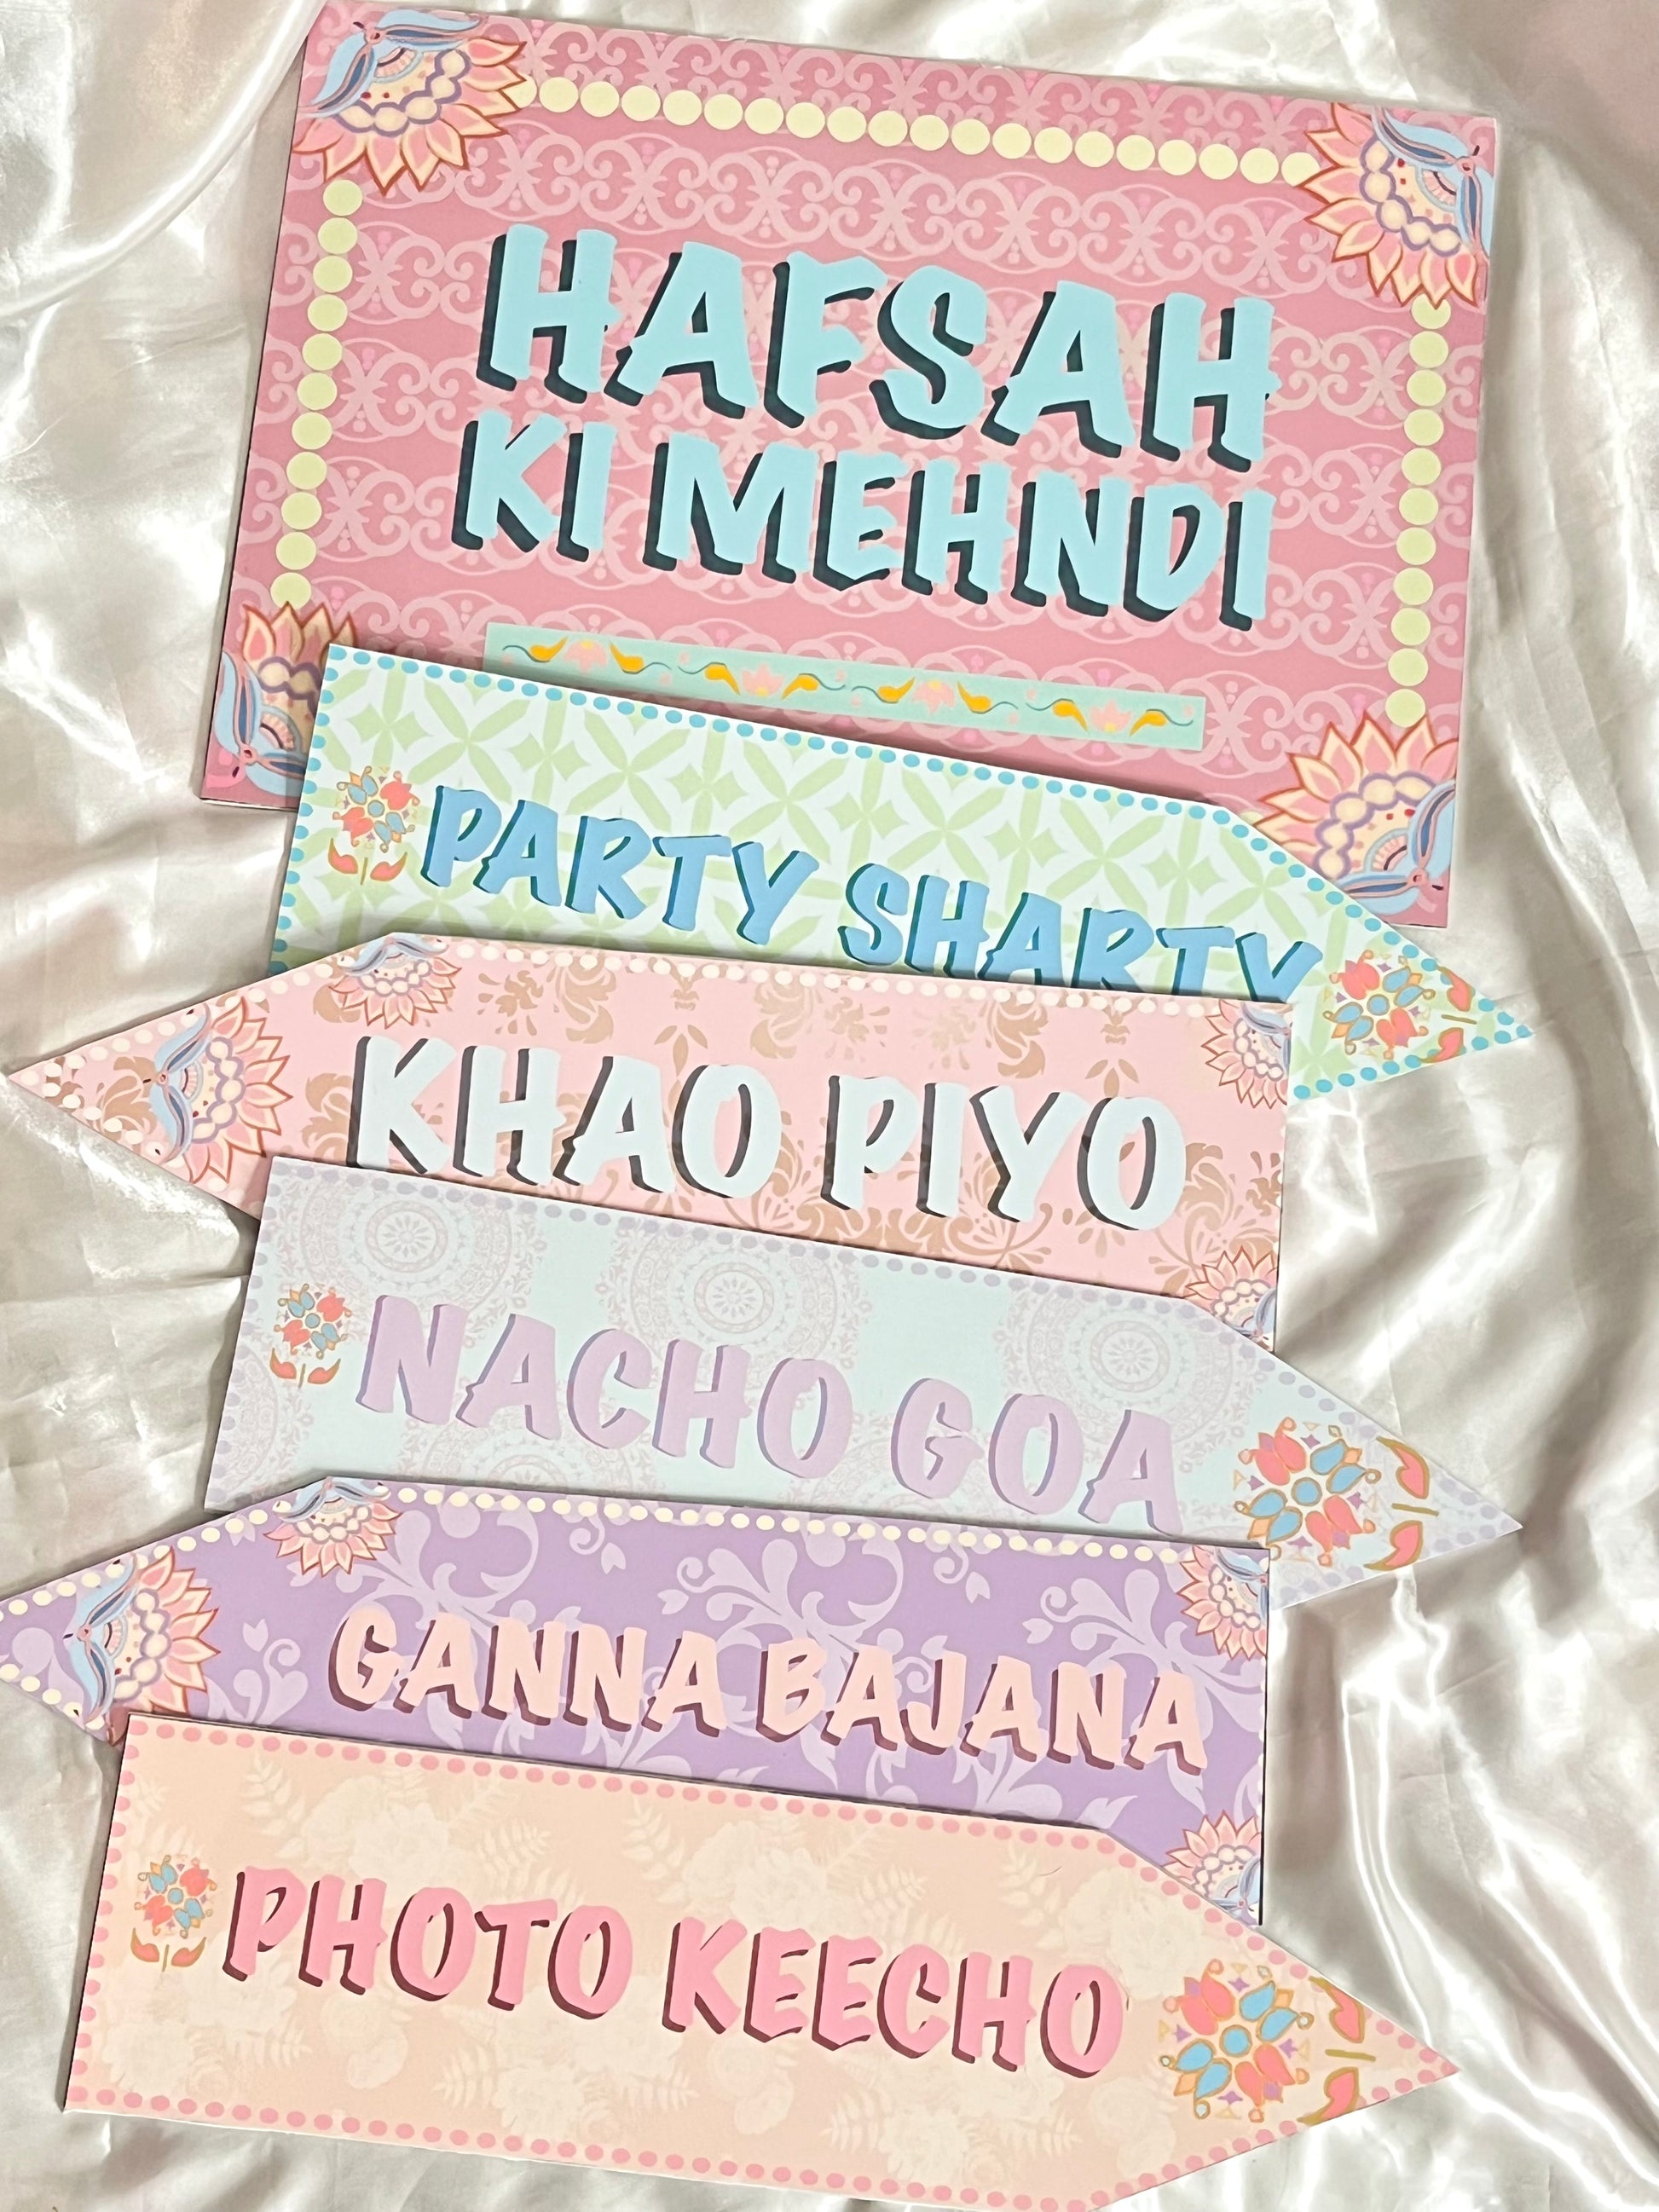 HAFSAH
KI MEHNDI
PARTY SHARTY
KHAO PIYO
NACHO GOA
GANNA BAJANA
PHOTO KEECHO